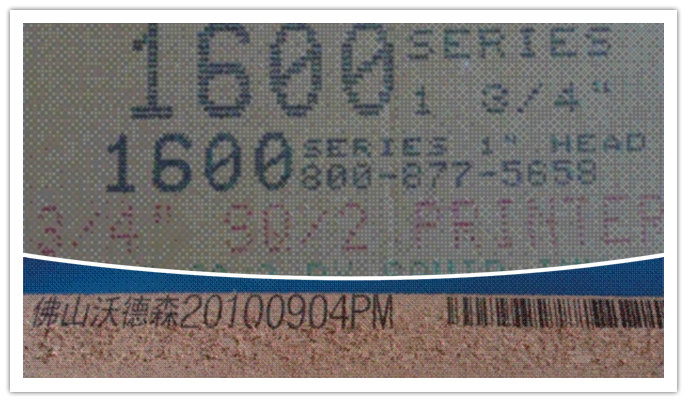 1600 SERIES
1 3/4"
1600 SERIES 1" HEAD
800-877-5658
3/4" 90/2 PRINTER
佛山沃德森20100904PM